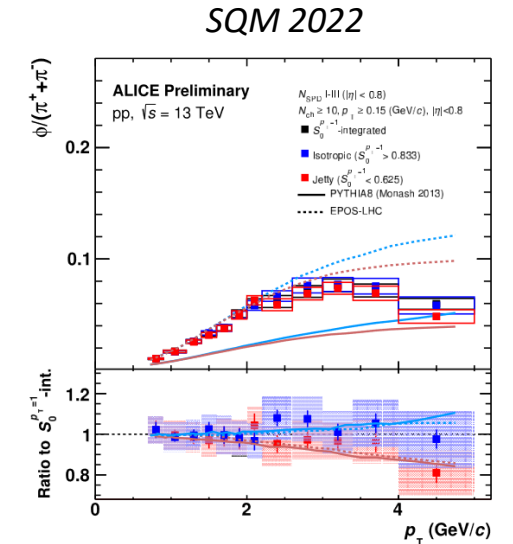 SQM 2022
φ/(π⁺+π⁻)
ALICE Preliminary
pp, √s = 13 TeV
N_SPD I-III (|η| < 0.8)
N_ch ≥ 10, p_T ≥ 0.15 (GeV/c), |η|<0.8
S_0^{p_T=1}-integrated
Isotropic (S_0^{p_T=1} > 0.833)
Jetty (S_0^{p_T=1} < 0.625)
PYTHIA8 (Monash 2013)
EPOS-LHC
0.2
0.1
Ratio to S_0^{p_T=1}-int.
1.2
1
0.8
0 2 4
p_T (GeV/c)